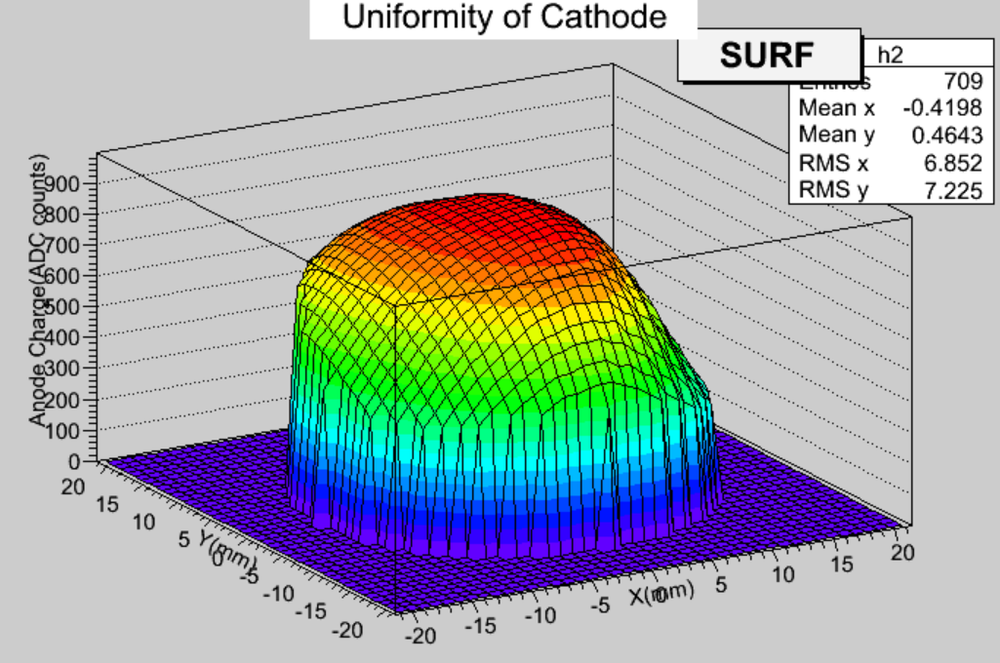 Uniformity of Cathode
SURF
h2
Entries 709
Mean x -0.4198
Mean y 0.4643
RMS x 6.852
RMS y 7.225
Anode Charge(ADC counts)
900
800
700
600
500
400
300
200
100
0
20
15
10
5
0
-5
-10
-15
-20
Y(mm)
-20
-15
-10
-5
0
5
10
15
20
X(mm)